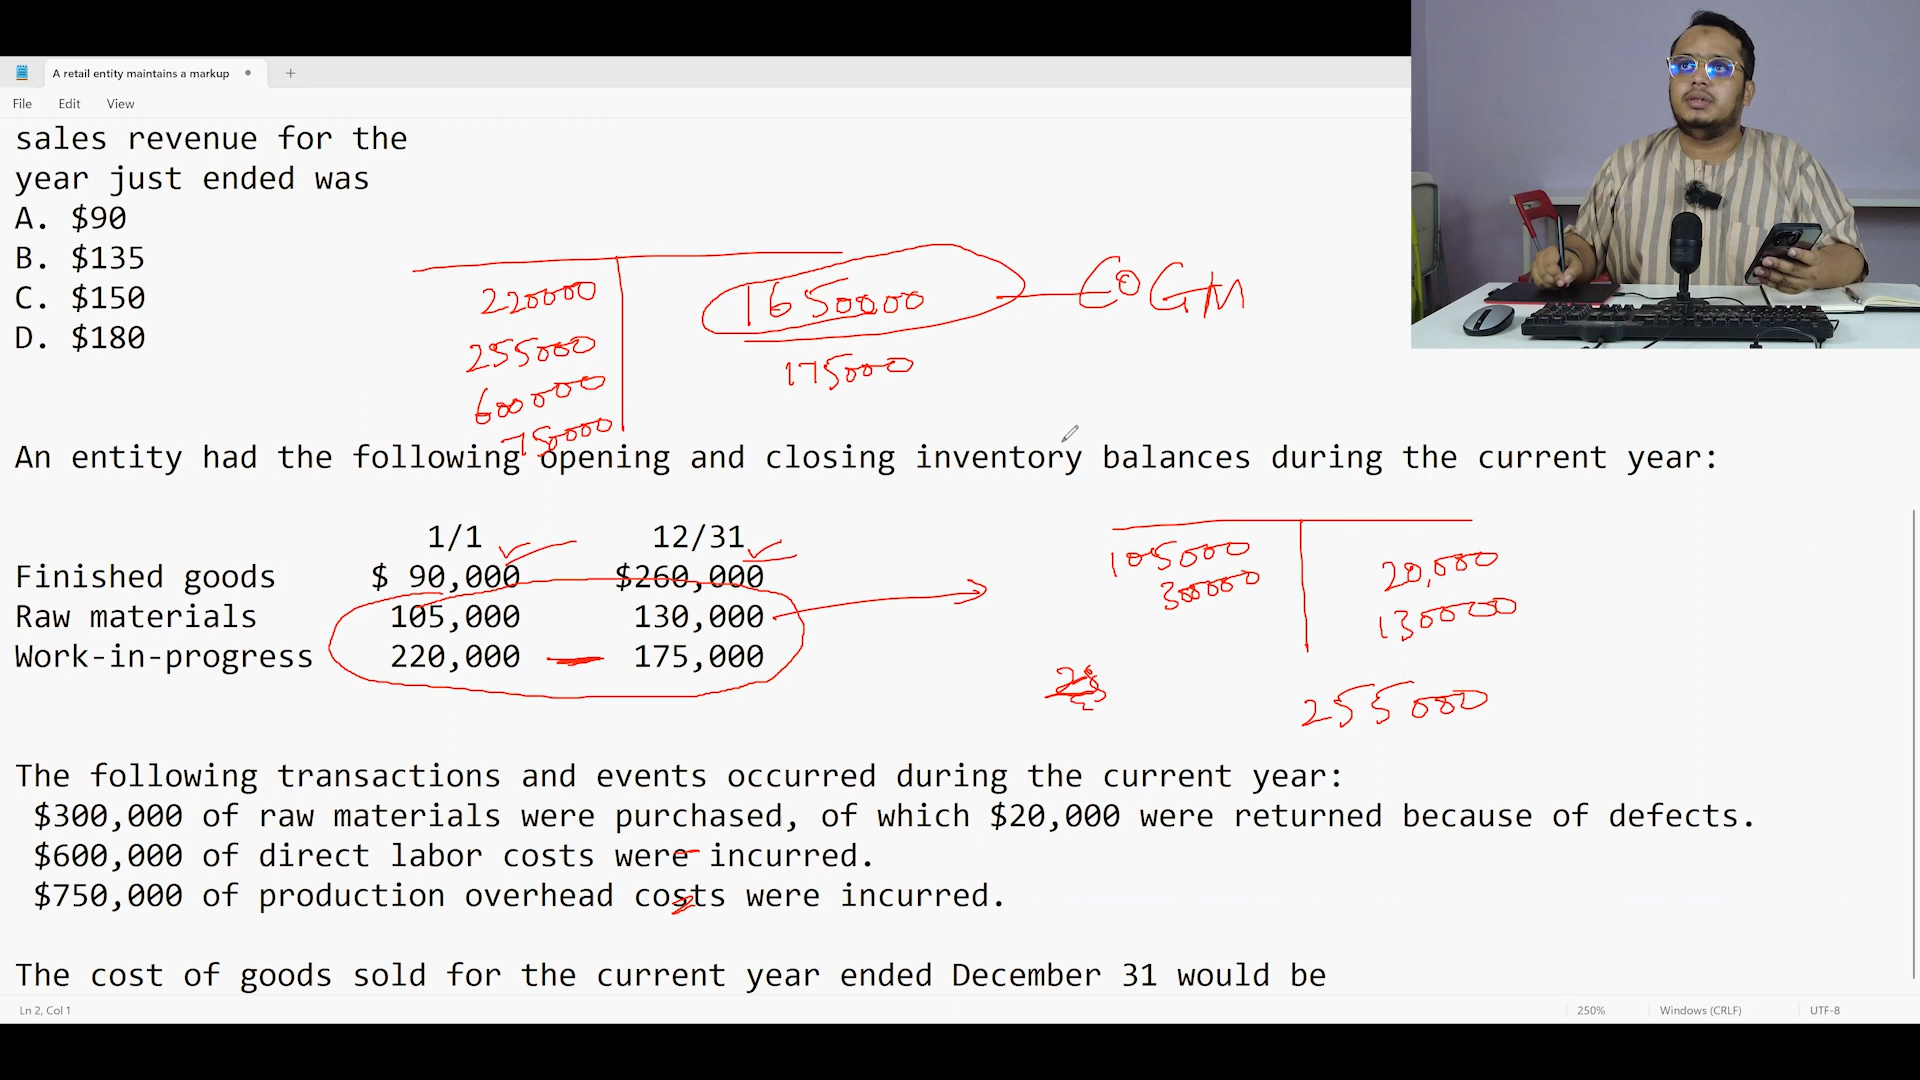 A retail entity maintains a markup
File Edit View
sales revenue for the
year just ended was
A. $90
B. $135
C. $150
D. $180
220000
255000
600000
750000
1650000
175000
COGM
An entity had the following opening and closing inventory balances during the current year:
1/1 12/31
Finished goods $ 90,000 $260,000
Raw materials 105,000 130,000
Work-in-progress 220,000 175,000
105000
300000
20,000
130000
255000
The following transactions and events occurred during the current year:
$300,000 of raw materials were purchased, of which $20,000 were returned because of defects.
$600,000 of direct labor costs were incurred.
$750,000 of production overhead costs were incurred.
The cost of goods sold for the current year ended December 31 would be
Ln 2, Col 1 250% Windows (CRLF) UTF-8